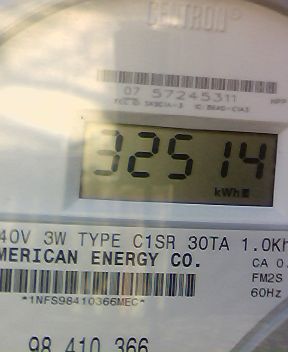 CENTRON®
07 57245311
32514
kWh
40V 3W TYPE C1SR 30TA 1.0Kh
MERICAN ENERGY CO.
CA 0.
FM2S
60Hz
*1NFS98410366MEC*
98 410 366